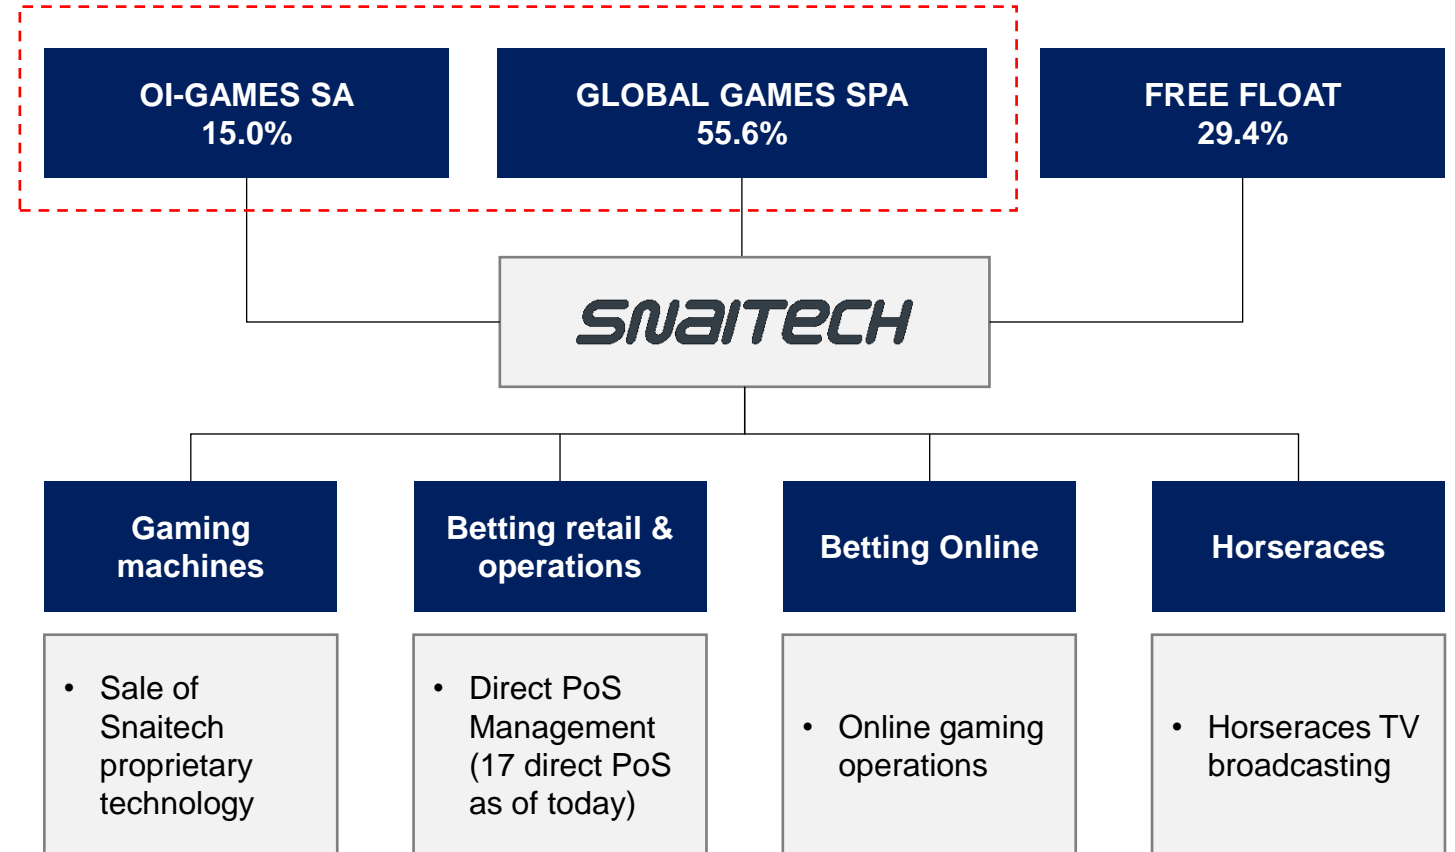 OI-GAMES SA
15.0%
GLOBAL GAMES SPA
55.6%
FREE FLOAT
29.4%
SNAITECH
Gaming
machines
Betting retail &
operations
Betting Online
Horseraces
• Sale of
Snaitech
proprietary
technology
• Direct PoS
Management
(17 direct PoS
as of today)
• Online gaming
operations
• Horseraces TV
broadcasting